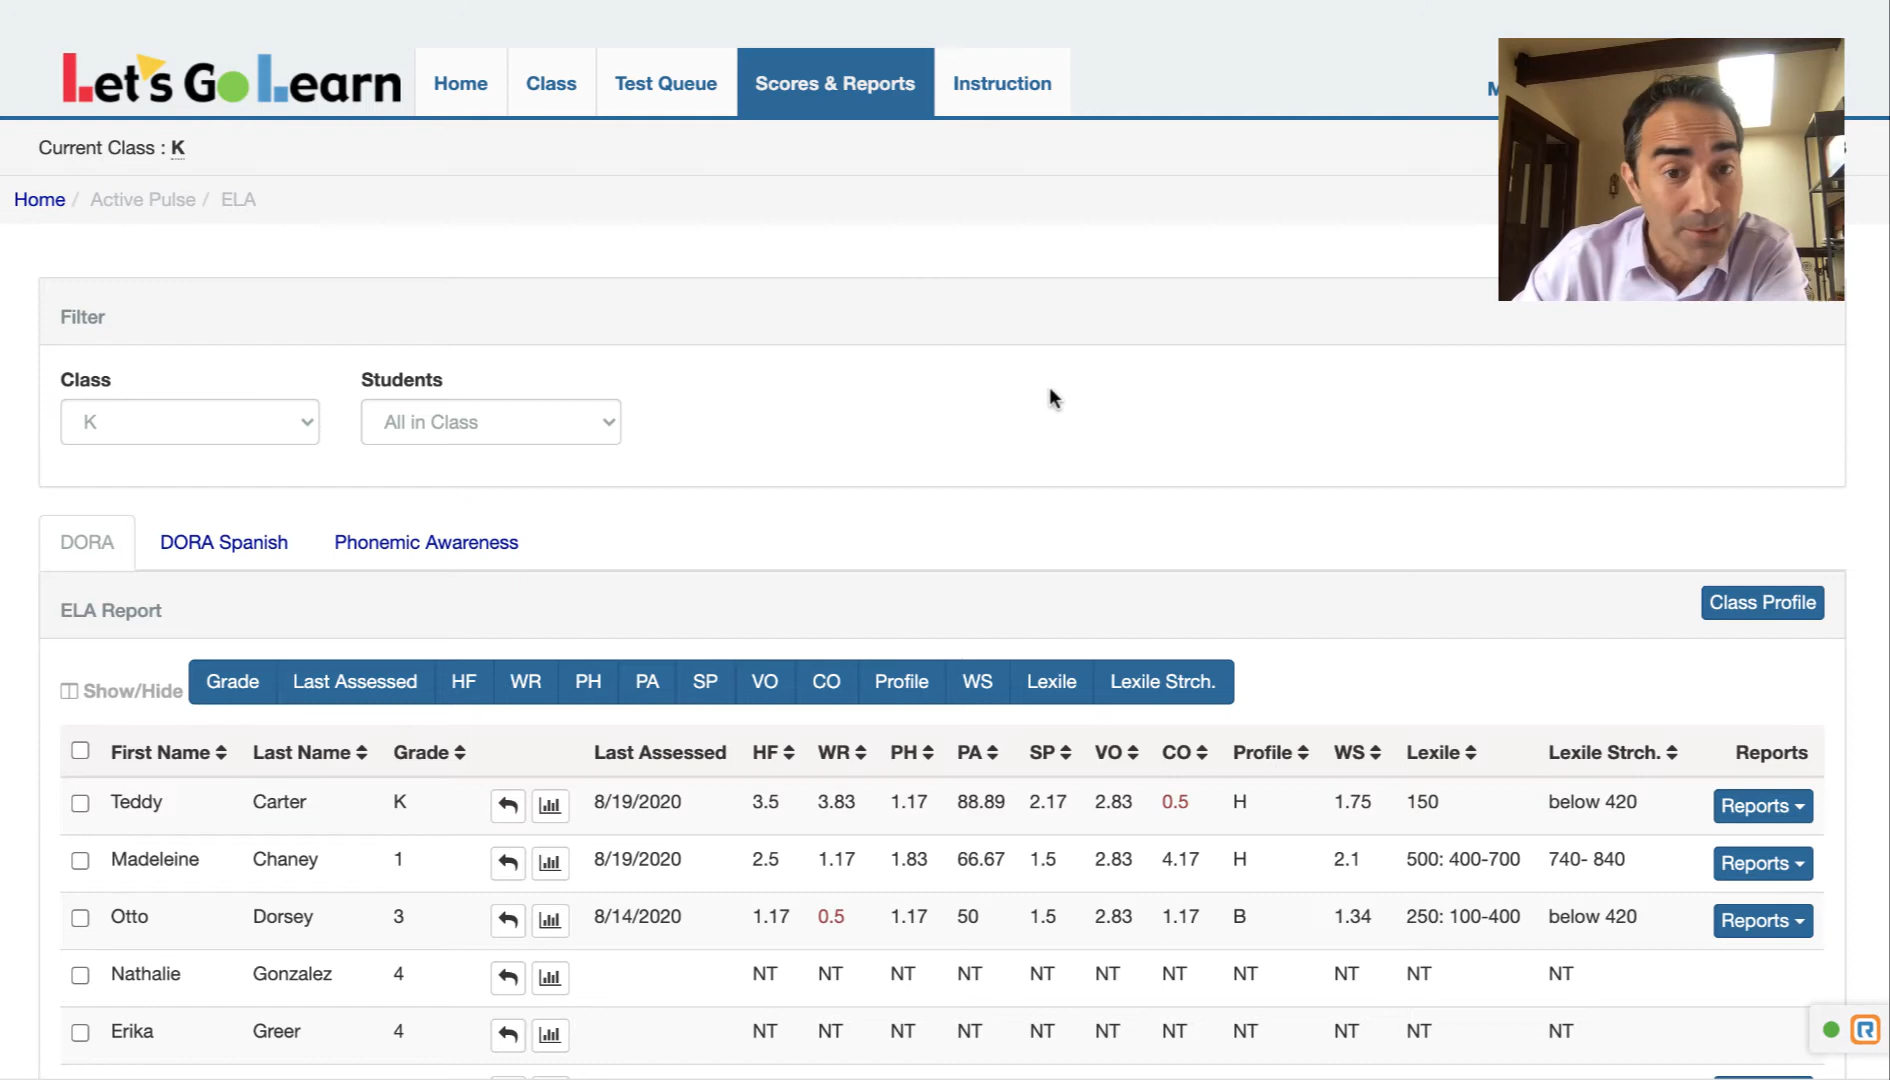 Let's Go Learn
Home Class Test Queue Scores & Reports Instruction M
Current Class : K
Home / Active Pulse / ELA
Filter
Class Students
K All in Class
DORA DORA Spanish Phonemic Awareness
ELA Report Class Profile
Show/Hide Grade Last Assessed HF WR PH PA SP VO CO Profile WS Lexile Lexile Strch.
First Name Last Name Grade Last Assessed HF WR PH PA SP VO CO Profile WS Lexile Lexile Strch. Reports
Teddy Carter K 8/19/2020 3.5 3.83 1.17 88.89 2.17 2.83 0.5 H 1.75 150 below 420 Reports
Madeleine Chaney 1 8/19/2020 2.5 1.17 1.83 66.67 1.5 2.83 4.17 H 2.1 500: 400-700 740- 840 Reports
Otto Dorsey 3 8/14/2020 1.17 0.5 1.17 50 1.5 2.83 1.17 B 1.34 250: 100-400 below 420 Reports
Nathalie Gonzalez 4 NT NT NT NT NT NT NT NT NT NT NT
Erika Greer 4 NT NT NT NT NT NT NT NT NT NT NT